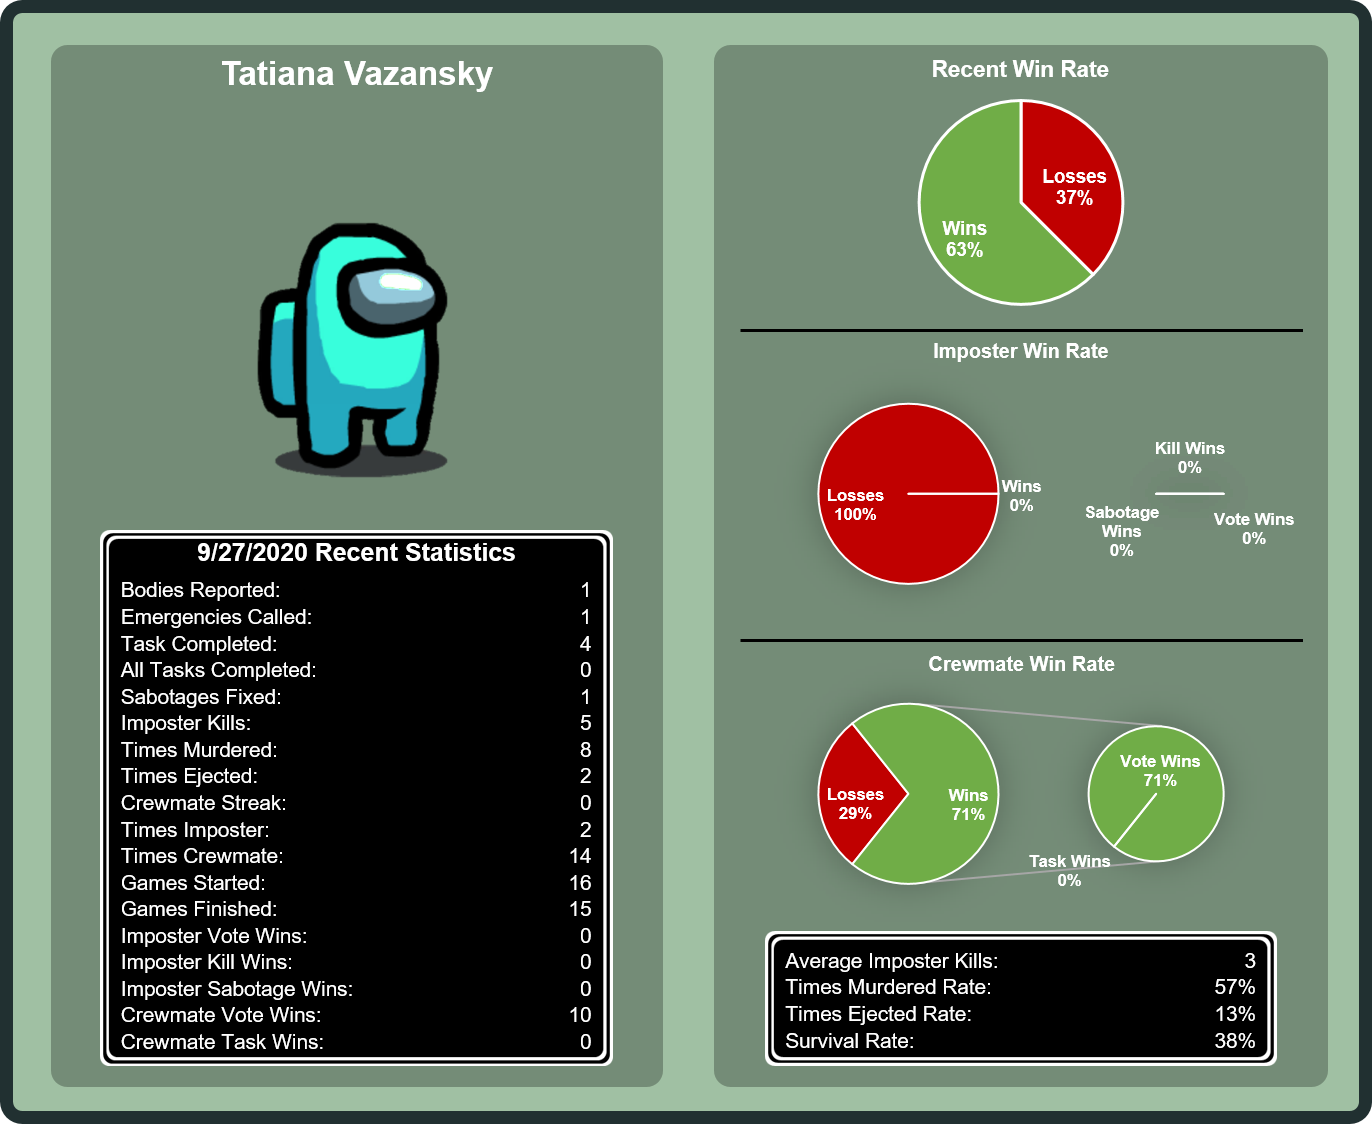 Tatiana Vazansky
9/27/2020 Recent Statistics
Bodies Reported: 1
Emergencies Called: 1
Task Completed: 4
All Tasks Completed: 0
Sabotages Fixed: 1
Imposter Kills: 5
Times Murdered: 8
Times Ejected: 2
Crewmate Streak: 0
Times Imposter: 2
Times Crewmate: 14
Games Started: 16
Games Finished: 15
Imposter Vote Wins: 0
Imposter Kill Wins: 0
Imposter Sabotage Wins: 0
Crewmate Vote Wins: 10
Crewmate Task Wins: 0
Recent Win Rate
Losses
37%
Wins
63%
Imposter Win Rate
Losses
100%
Wins
0%
Kill Wins
0%
Sabotage
Wins
0%
Vote Wins
0%
Crewmate Win Rate
Losses
29%
Wins
71%
Vote Wins
71%
Task Wins
0%
Average Imposter Kills: 3
Times Murdered Rate: 57%
Times Ejected Rate: 13%
Survival Rate: 38%